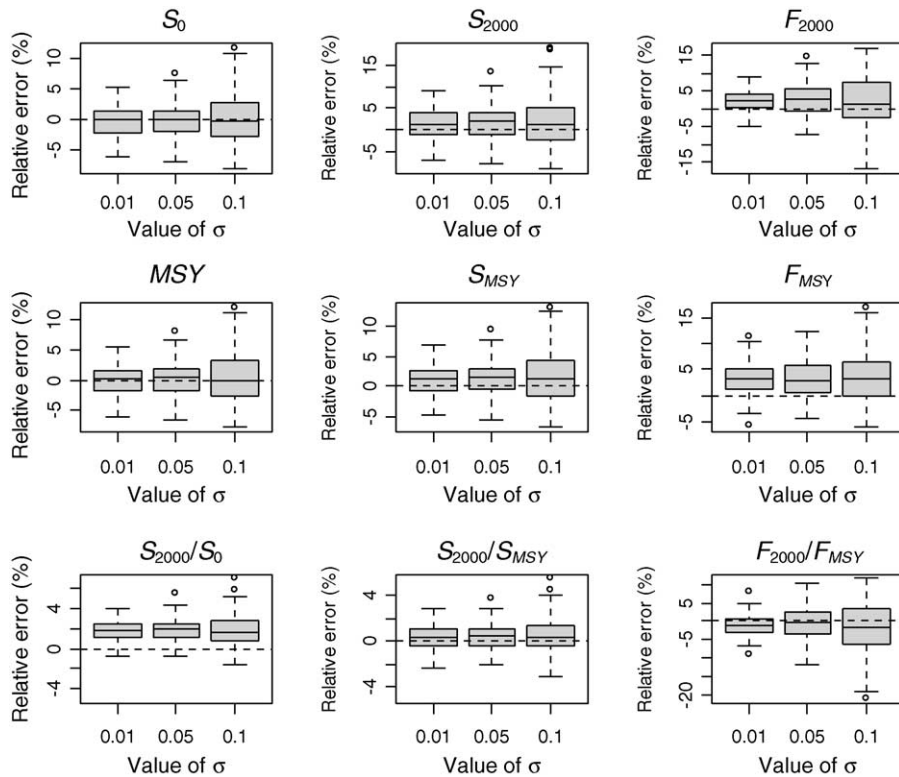 S0 S2000 F2000
Relative error (%)
10
5
0
-5
0.01 0.05 0.1
Value of σ
Relative error (%)
15
5
-5
0.01 0.05 0.1
Value of σ
Relative error (%)
15
5
-5
-15
0.01 0.05 0.1
Value of σ
MSY SMSY FMSY
Relative error (%)
10
5
0
-5
0.01 0.05 0.1
Value of σ
Relative error (%)
10
5
0
-5
0.01 0.05 0.1
Value of σ
Relative error (%)
15
5
-5
0.01 0.05 0.1
Value of σ
S2000/S0 S2000/SMSY F2000/FMSY
Relative error (%)
4
0
-4
0.01 0.05 0.1
Value of σ
Relative error (%)
4
0
-4
0.01 0.05 0.1
Value of σ
Relative error (%)
5
-5
-20
0.01 0.05 0.1
Value of σ